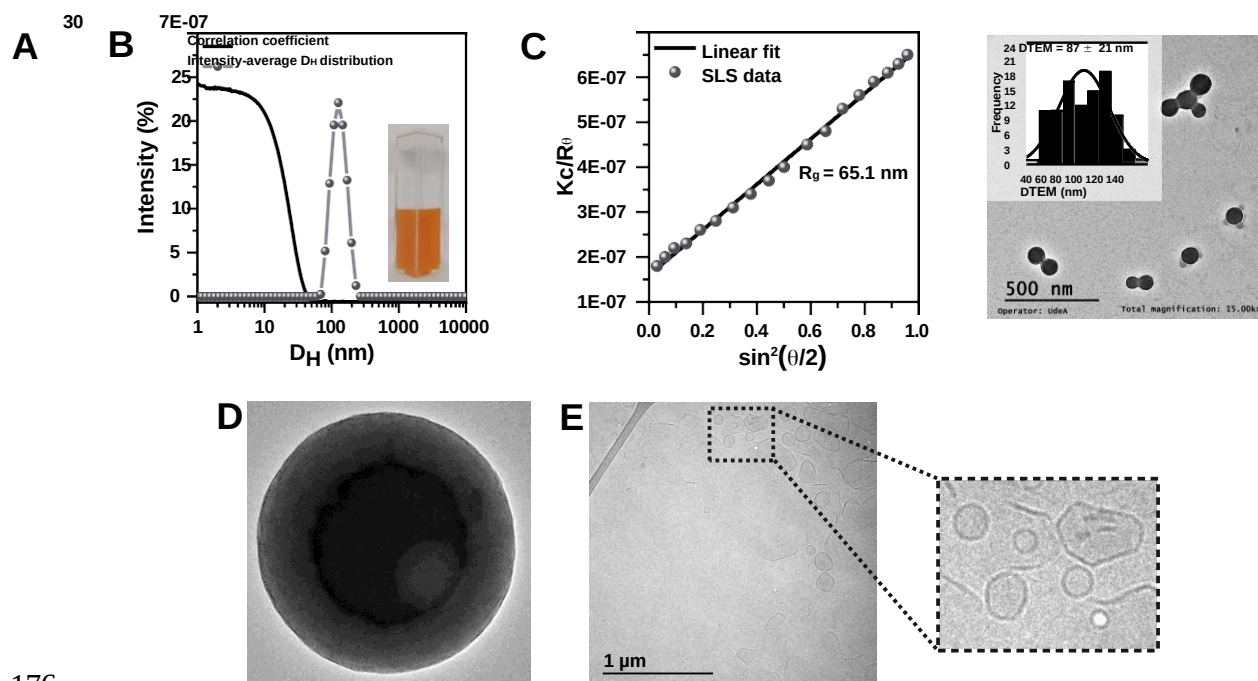 30
7E-07
A
B
C
Correlation coefficient
Intensity-average DH distribution
25
20
15
10
5
0
Intensity (%)
1 10 100 1000 10000
DH (nm)
Linear fit
SLS data
6E-07
5E-07
4E-07
3E-07
2E-07
1E-07
Kc/Rθ
Rg = 65.1 nm
0.0 0.2 0.4 0.6 0.8 1.0
sin²(θ/2)
DTEM = 87 ± 21 nm
24
21
18
15
12
9
6
3
0
Frequency
40 60 80 100 120 140
DTEM (nm)
500 nm
Operator: UdeA
Total magnification: 15.00k
D
E
1 µm
176